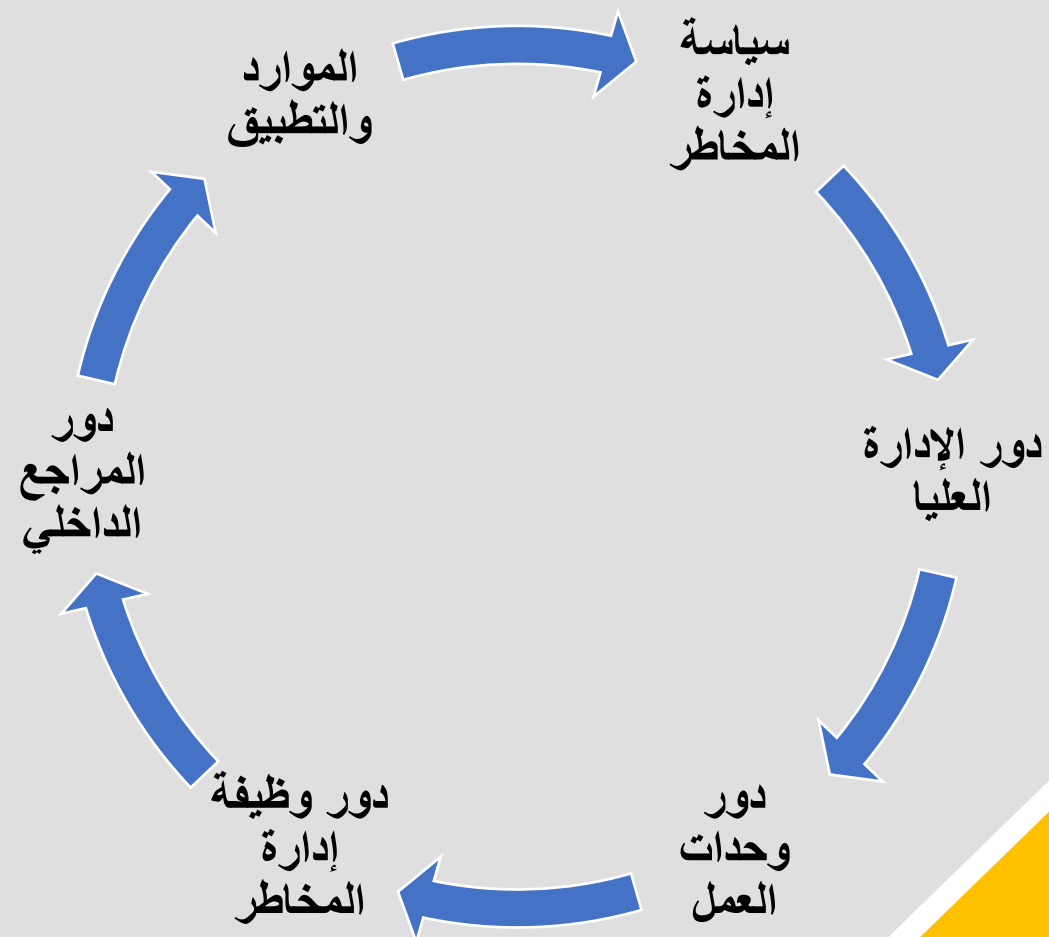 سياسة
إدارة
المخاطر
دور الإدارة
العليا
دور
وحدات
العمل
دور وظيفة
إدارة
المخاطر
دور
المراجع
الداخلي
الموارد
والتطبيق